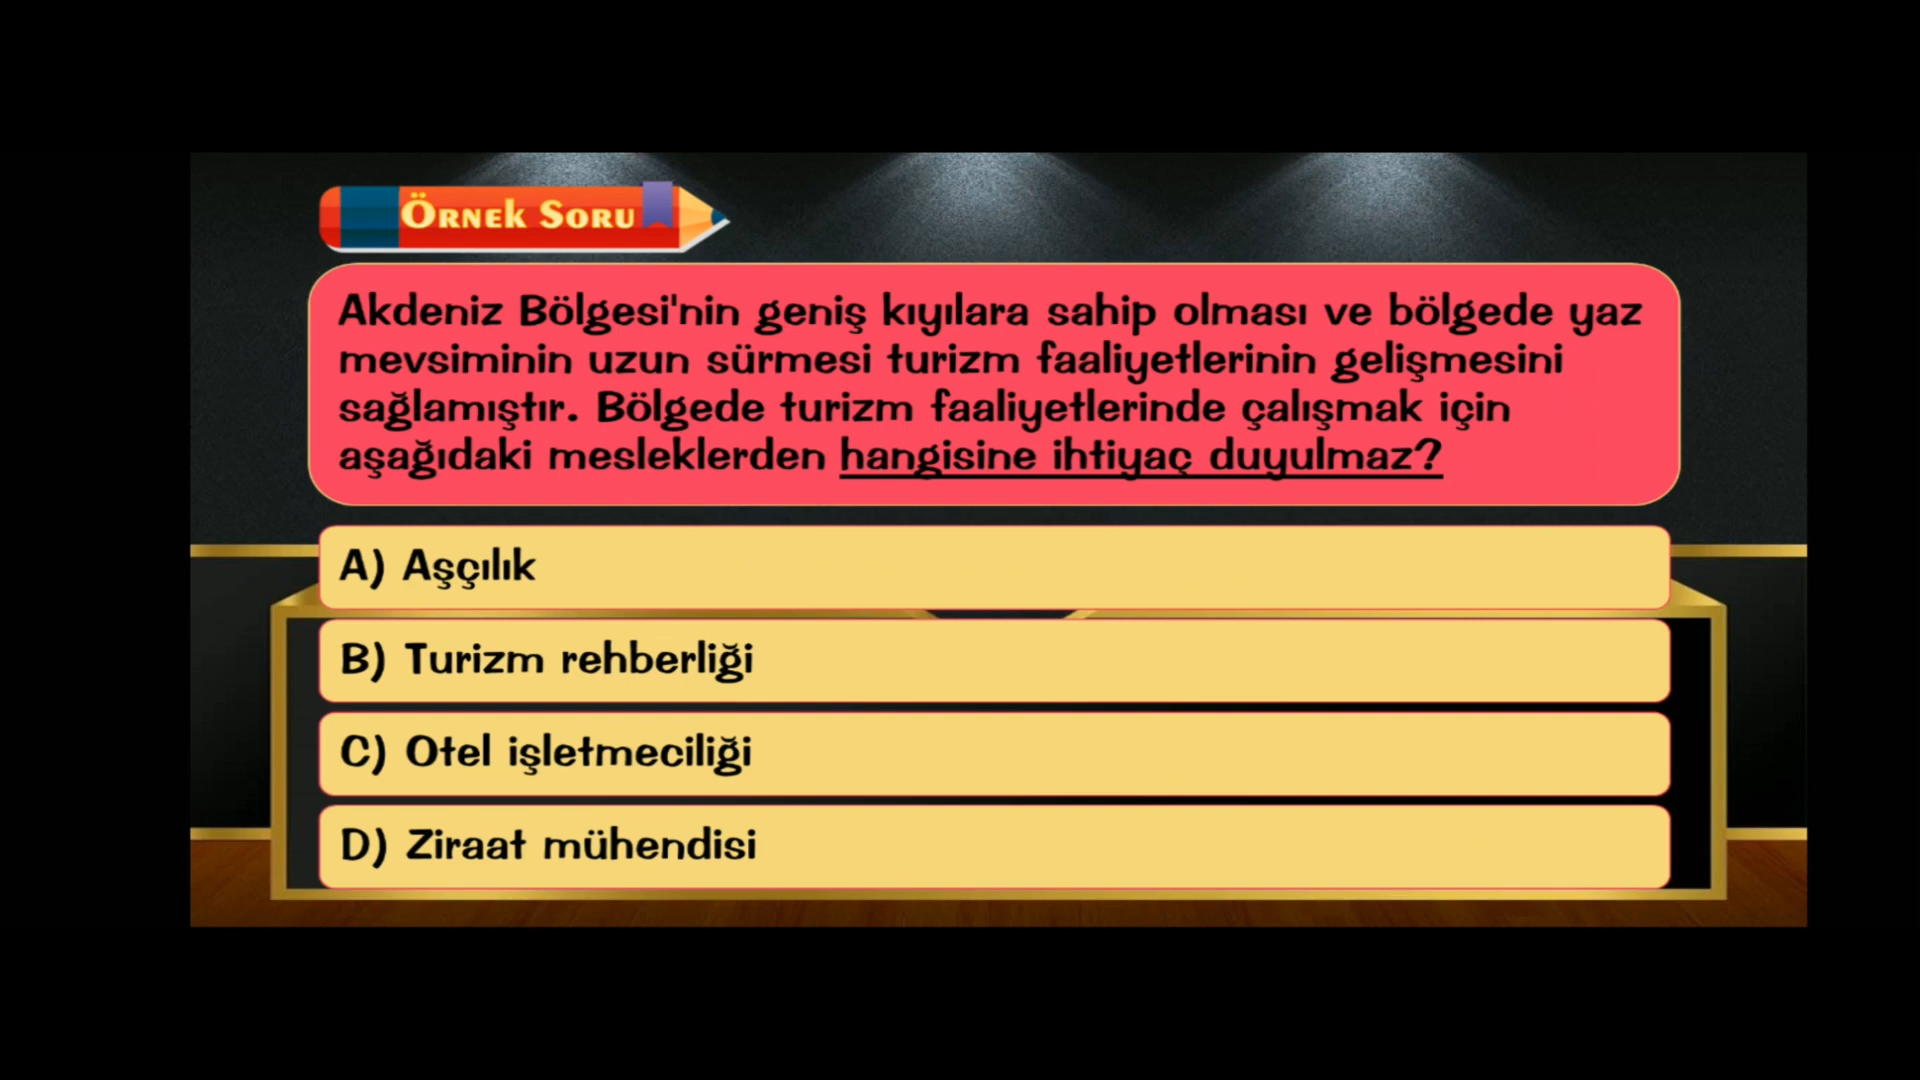 Örnek Soru
Akdeniz Bölgesi'nin geniş kıyılara sahip olması ve bölgede yaz
mevsiminin uzun sürmesi turizm faaliyetlerinin gelişmesini
sağlamıştır. Bölgede turizm faaliyetlerinde çalışmak için
aşağıdaki mesleklerden hangisine ihtiyaç duyulmaz?
A) Aşçılık
B) Turizm rehberliği
C) Otel işletmeciliği
D) Ziraat mühendisi